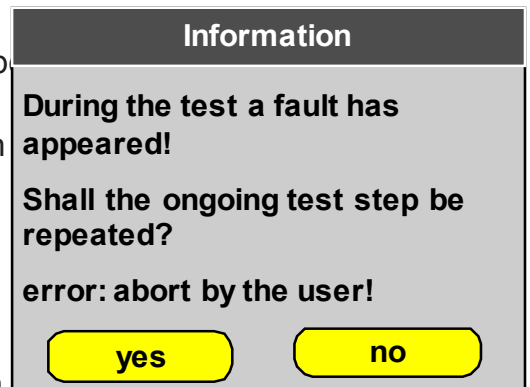 Information
During the test a fault has
appeared!
Shall the ongoing test step be
repeated?
error: abort by the user!
yes
no